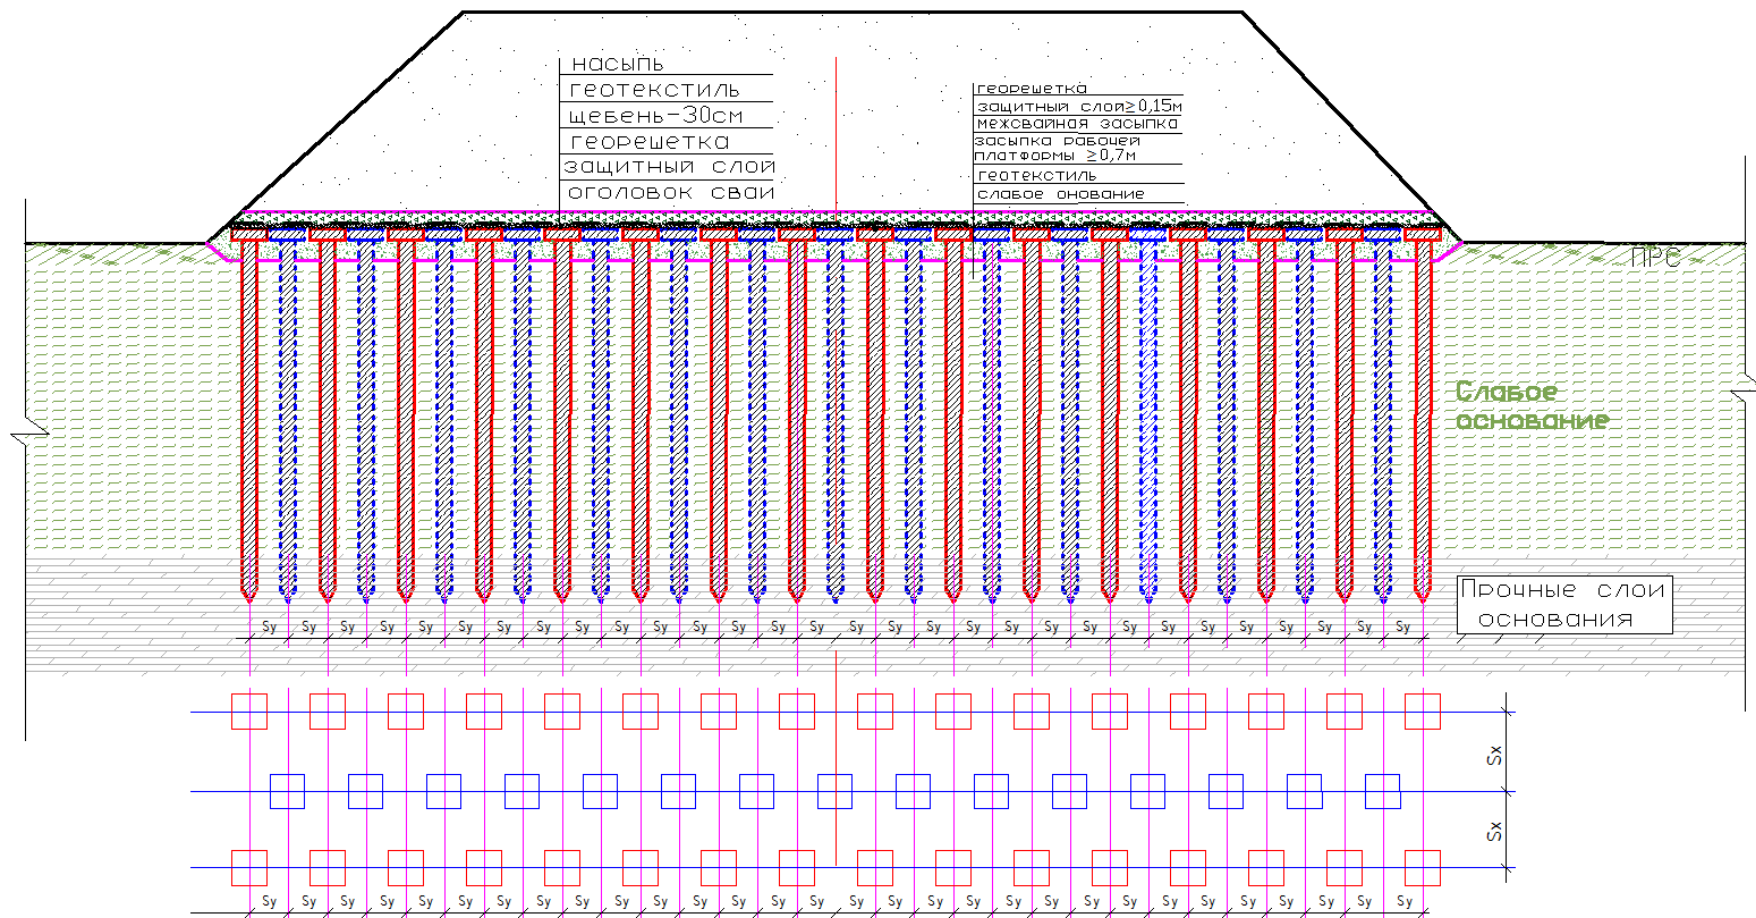 насыпь
геотекстиль
щебень-30см
георешетка
защитный слой
оголовок сваи
георешетка
защитный слой≥0,15м
межсвайная засыпка
засыпка рабочей
платформы ≥0,7м
геотекстиль
слабое онование
ПРС
Слабое
основание
Прочные слои
основания
Sy Sy Sy Sy Sy Sy Sy Sy Sy Sy Sy Sy Sy Sy Sy Sy Sy Sy Sy Sy Sy Sy Sy Sy Sy Sy Sy Sy Sy Sy
Sx
Sx
Sy Sy Sy Sy Sy Sy Sy Sy Sy Sy Sy Sy Sy Sy Sy Sy Sy Sy Sy Sy Sy Sy Sy Sy Sy Sy Sy Sy Sy Sy